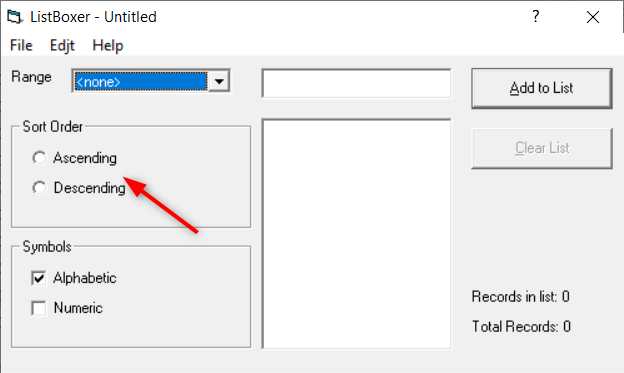 ListBoxer - Untitled
?
File Edjt Help
Range <none> Add to List
Sort Order
Ascending
Descending
Clear List
Symbols
Alphabetic
Numeric
Records in list: 0
Total Records: 0